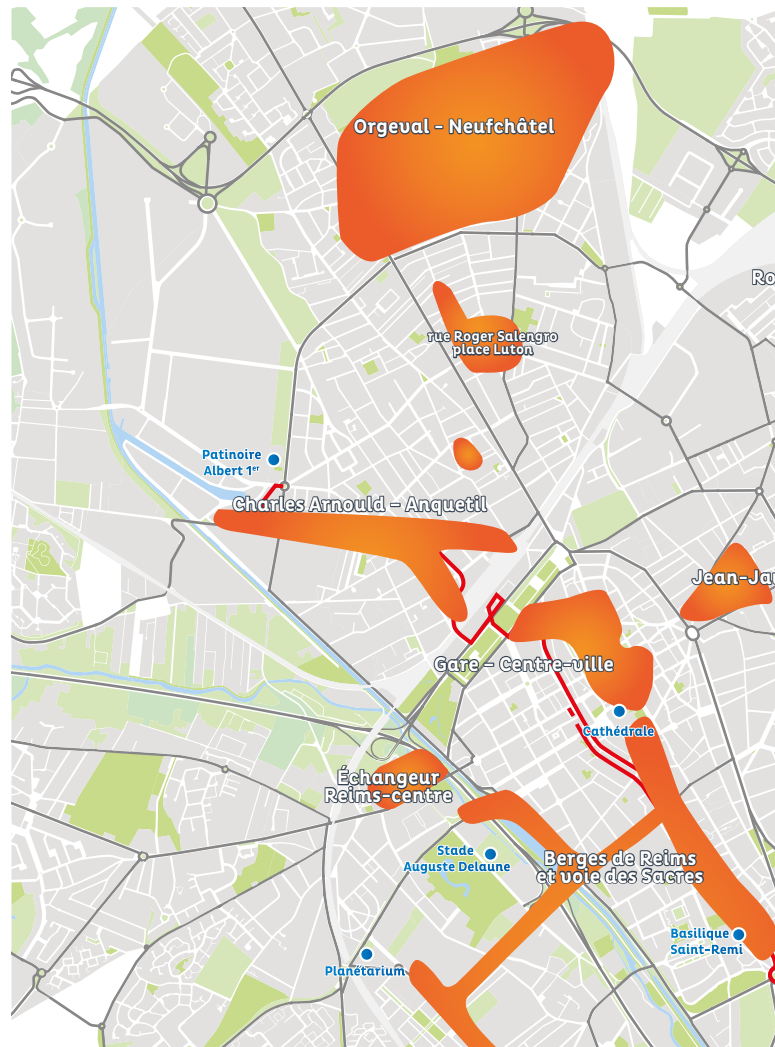 Orgeval - Neufchâtel
Ro
rue Roger Salengro
place Luton
Patinoire
Albert 1er
Charles Arnould - Anquetil
Jean-Ja
Gare - Centre-ville
Cathédrale
Échangeur
Reims-centre
Stade
Auguste Delaune
Berges de Reims
et voie des Sacres
Basilique
Saint-Remi
Planétarium